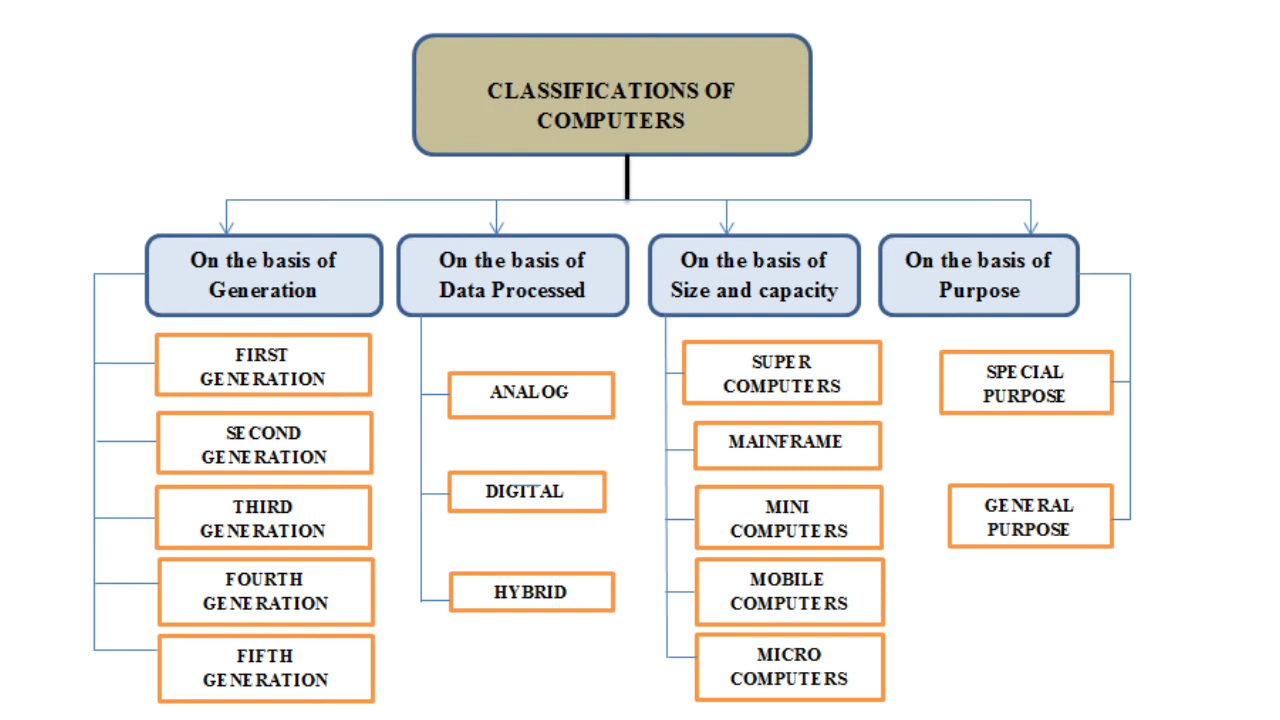 CLASSIFICATIONS OF
COMPUTERS
On the basis of
Generation
On the basis of
Data Processed
On the basis of
Size and capacity
On the basis of
Purpose
FIRST
GENERATION
SECOND
GENERATION
THIRD
GENERATION
FOURTH
GENERATION
FIFTH
GENERATION
ANALOG
DIGITAL
HYBRID
SUPER
COMPUTERS
MAINFRAME
MINI
COMPUTERS
MOBILE
COMPUTERS
MICRO
COMPUTERS
SPECIAL
PURPOSE
GENERAL
PURPOSE